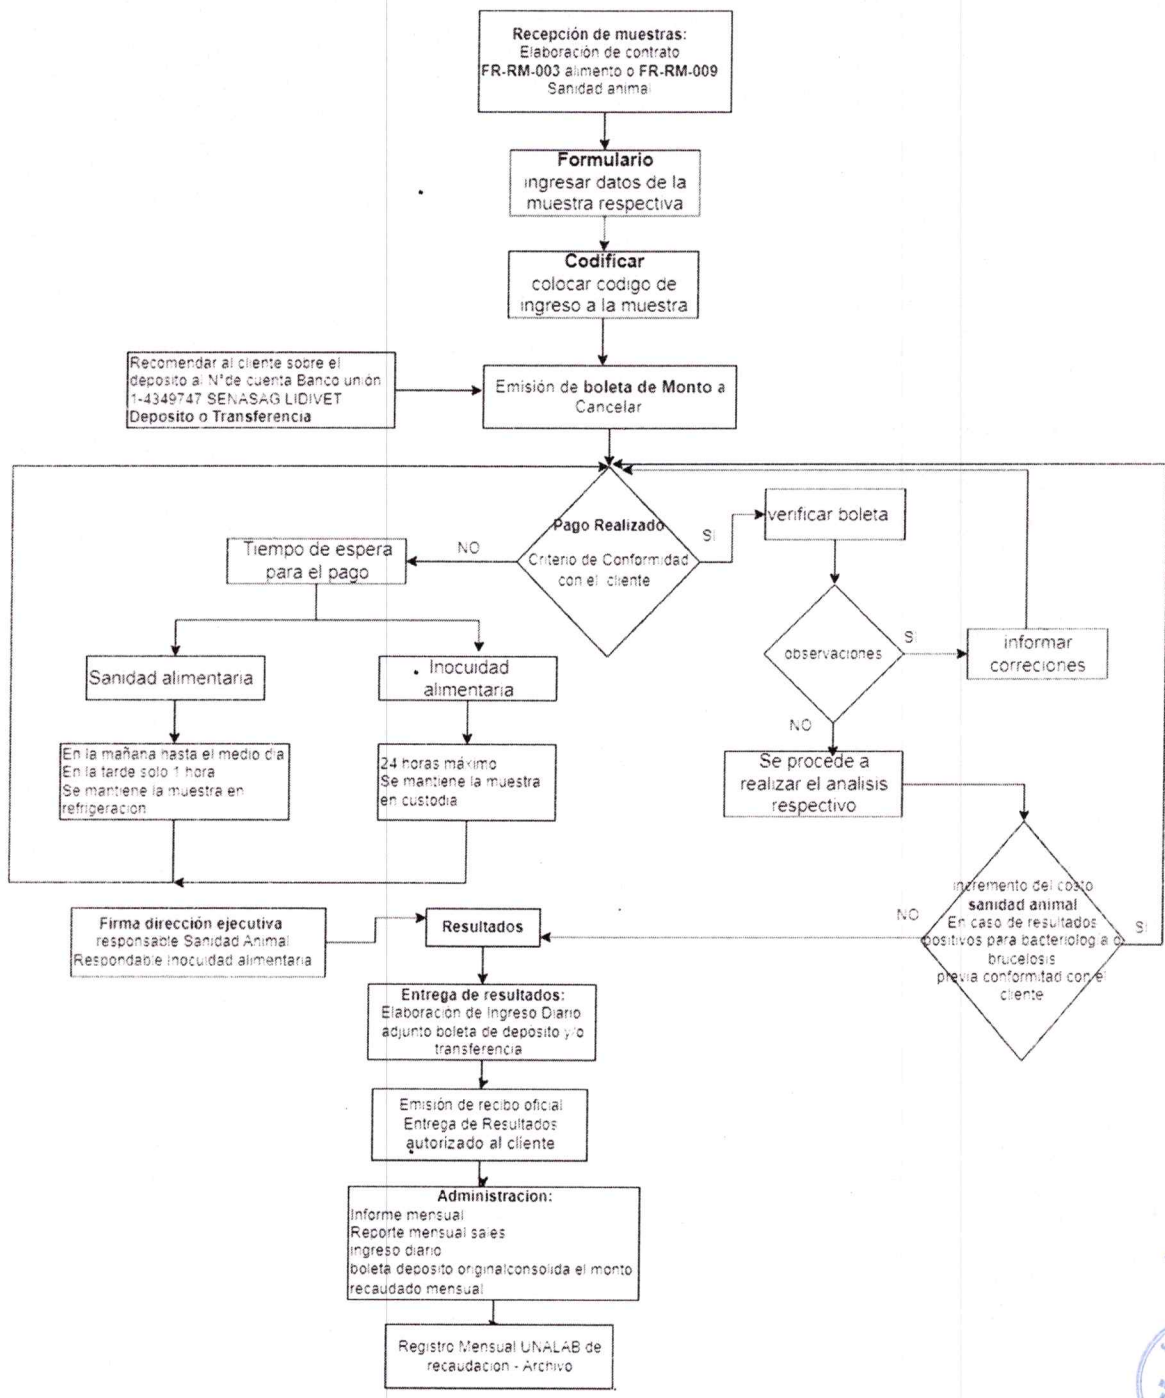 Recepción de muestras:
Elaboración de contrato
FR-RM-003 alimento o FR-RM-009
Sanidad animal
Formulario
ingresar datos de la
muestra respectiva
Codificar
colocar codigo de
ingreso a la muestra
Recomendar al cliente sobre el
deposito al N°de cuenta Banco unión
1-4349747 SENASAG LIDIVET
Deposito o Transferencia
Emisión de boleta de Monto a
Cancelar
Pago Realizado
Criterio de Conformidad
con el cliente
NO
SI
Tiempo de espera
para el pago
verificar boleta
observaciones
SI
informar
correciones
NO
Sanidad alimentaria
Inocuidad
alimentaria
En la mañana hasta el medio dia
En la tarde solo 1 hora
Se mantiene la muestra en
refrigeracion
24 horas máximo
Se mantiene la muestra
en custodia
Se procede a
realizar el analisis
respectivo
incremento del costo
sanidad animal
En caso de resultados
positivos para bacteriologia o
brucelosis
previa conformitad con el
cliente
NO
SI
Firma dirección ejecutiva
responsable Sanidad Animal
Respondable Inocuidad alimentaria
Resultados
Entrega de resultados:
Elaboración de Ingreso Diario
adjunto boleta de deposito y/o
transferencia
Emisión de recibo oficial
Entrega de Resultados
autorizado al cliente
Administracion:
Informe mensual
Reporte mensual sales
ingreso diario
boleta deposito originalconsolida el monto
recaudado mensual
Registro Mensual UNALAB de
recaudacion - Archivo